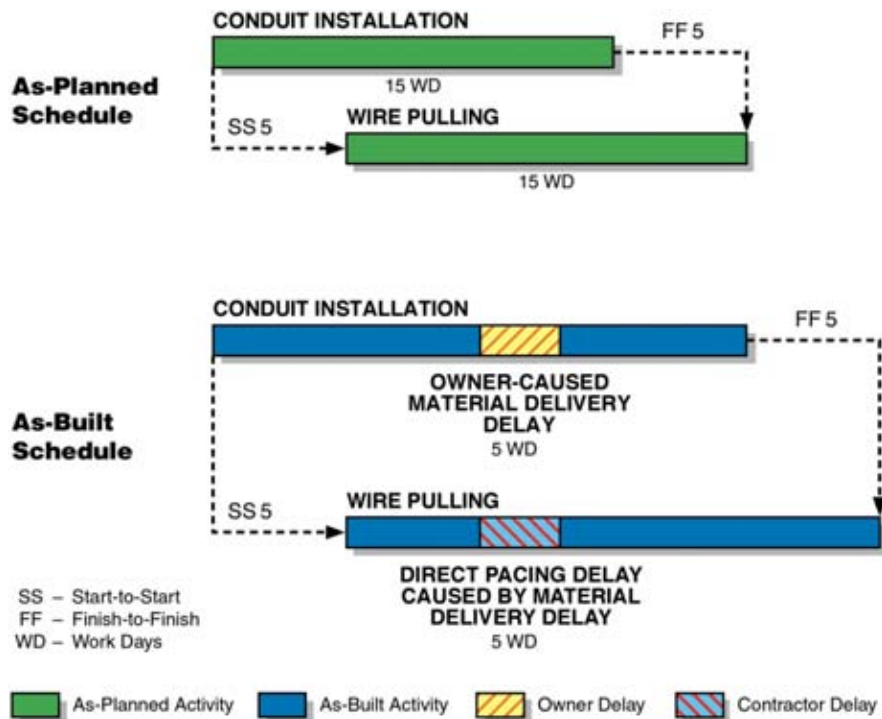 CONDUIT INSTALLATION
FF 5
As-Planned
Schedule
15 WD
WIRE PULLING
SS 5
15 WD
CONDUIT INSTALLATION
FF 5
OWNER-CAUSED
MATERIAL DELIVERY
DELAY
5 WD
As-Built
Schedule
WIRE PULLING
SS 5
DIRECT PACING DELAY
CAUSED BY MATERIAL
DELIVERY DELAY
5 WD
SS – Start-to-Start
FF – Finish-to-Finish
WD – Work Days
As-Planned Activity
As-Built Activity
Owner Delay
Contractor Delay